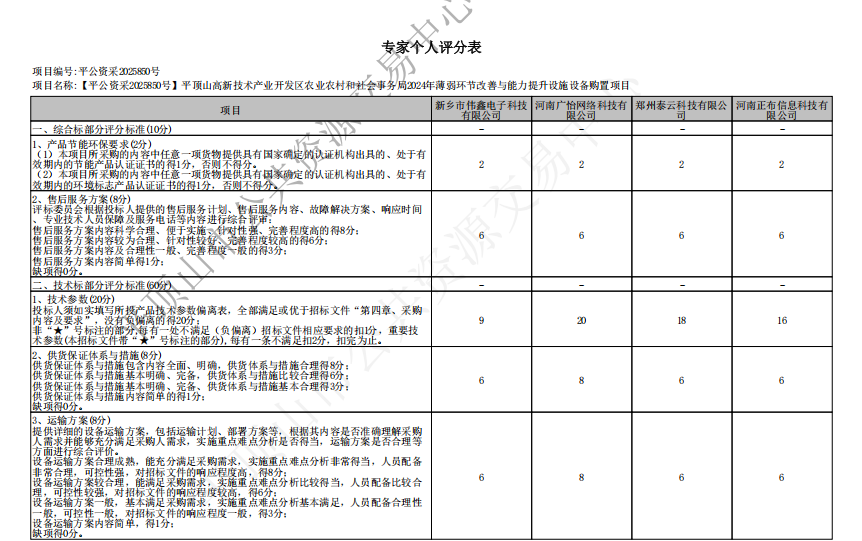 专家个人评分表
项目编号:平公资采2025850号
项目名称:【平公资采2025850号】平顶山高新技术产业开发区农业农村和社会事务局2024年薄弱环节改善与能力提升设施设备购置项目
项目 新乡市伟鑫电子科技有限公司 河南广怡网络科技有限公司 郑州泰云科技有限公司 河南正布信息科技有限公司
一、综合标部分评分标准(10分) - - - -
1、产品节能环保要求(2分)
（1）本项目所采购的内容中任意一项货物提供具有国家确定的认证机构出具的、处于有
效期内的节能产品认证证书的得1分，否则不得分。
（2）本项目所采购的内容中任意一项货物提供具有国家确定的认证机构出具的、处于有
效期内的环境标志产品认证证书的得1分，否则不得分。
2 2 2 2
2、售后服务方案(8分)
评标委员会根据投标人提供的售后服务计划、售后服务内容、故障解决方案、响应时间
、专业技术人员保障及服务电话等内容进行综合评审：
售后服务方案内容科学合理、便于实施、针对性强、完善程度高的得8分；
售后服务方案内容较为合理、针对性较好、完善程度较高的得6分；
售后服务方案内容及合理性一般、完善程度一般的得3分；
售后服务方案内容简单得1分；
缺项得0分。
6 6 6 6
二、技术标部分评分标准(60分) - - - -
1、技术参数(20分)
投标人须如实填写所投产品技术参数偏离表，全部满足或优于招标文件“第四章、采购
内容及要求”，没有负偏离的得20分；
非“★”号标注的部分,每有一处不满足（负偏离）招标文件相应要求的扣1分，重要技
术参数(本招标文件带“★”号标注的部分),每有一条不满足扣2分，扣完为止。
9 20 18 16
2、供货保证体系与措施(8分)
供货保证体系与措施包含内容全面、明确，供货体系与措施合理得8分；
供货保证体系与措施基本明确、完备，供货体系与措施比较合理得6分；
供货保证体系与措施基本明确、完备、供货体系与措施基本合理得3分；
供货保证体系与措施内容简单的得1分；
缺项得0分。
6 8 6 6
3、运输方案(8分)
提供详细的设备运输方案，包括运输计划、部署方案等，根据其内容是否准确理解采购
人需求并能够充分满足采购人需求，实施重点难点分析是否得当，运输方案是否合理等
方面进行综合评价。
设备运输方案合理成熟，能充分满足采购需求，实施重点难点分析非常得当，人员配备
非常合理，可控性强，对招标文件的响应程度高，得8分；
设备运输方案较合理，能满足采购需求，实施重点难点分析比较得当，人员配备比较合
理，可控性较强，对招标文件的响应程度较高，得6分；
设备运输方案一般，基本满足采购需求，实施重点难点分析基本满足，人员配备合理性
一般，可控性一般，对招标文件的响应程度一般，得3分；
设备运输方案内容简单，得1分；
缺项得0分。
6 8 6 6
平顶山市公共资源交易中心